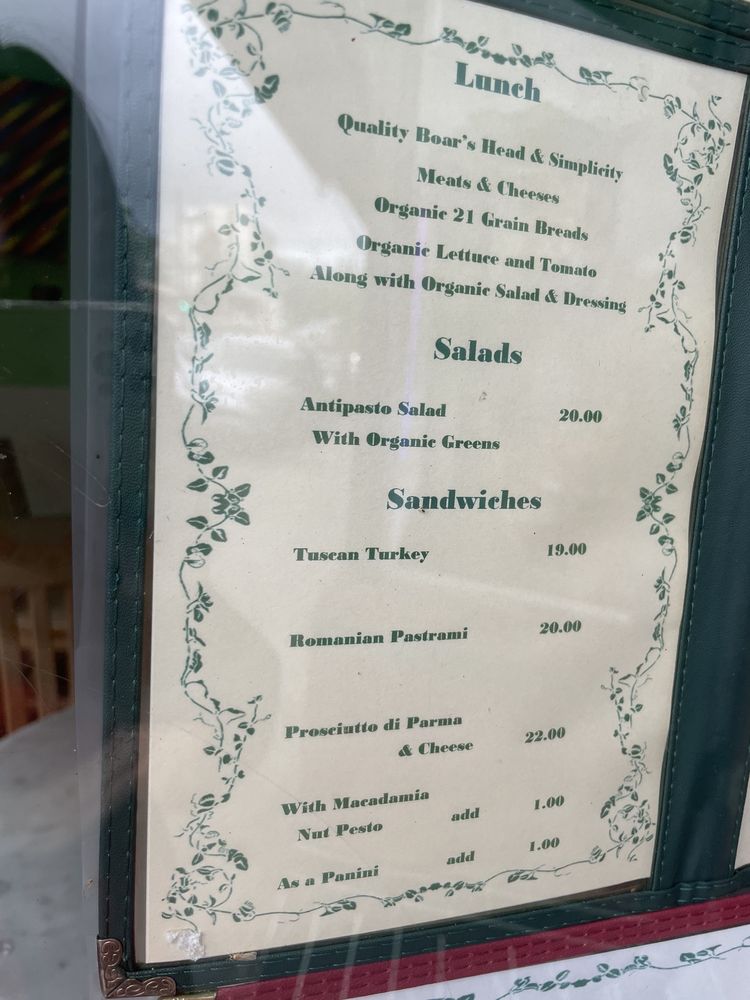 Lunch
Quality Boar's Head & Simplicity
Meats & Cheeses
Organic 21 Grain Breads
Organic Lettuce and Tomato
Along with Organic Salad & Dressing
Salads
Antipasto Salad 20.00
With Organic Greens
Sandwiches
Tuscan Turkey 19.00
Romanian Pastrami 20.00
Prosciutto di Parma
& Cheese 22.00
With Macadamia
Nut Pesto add 1.00
As a Panini add 1.00